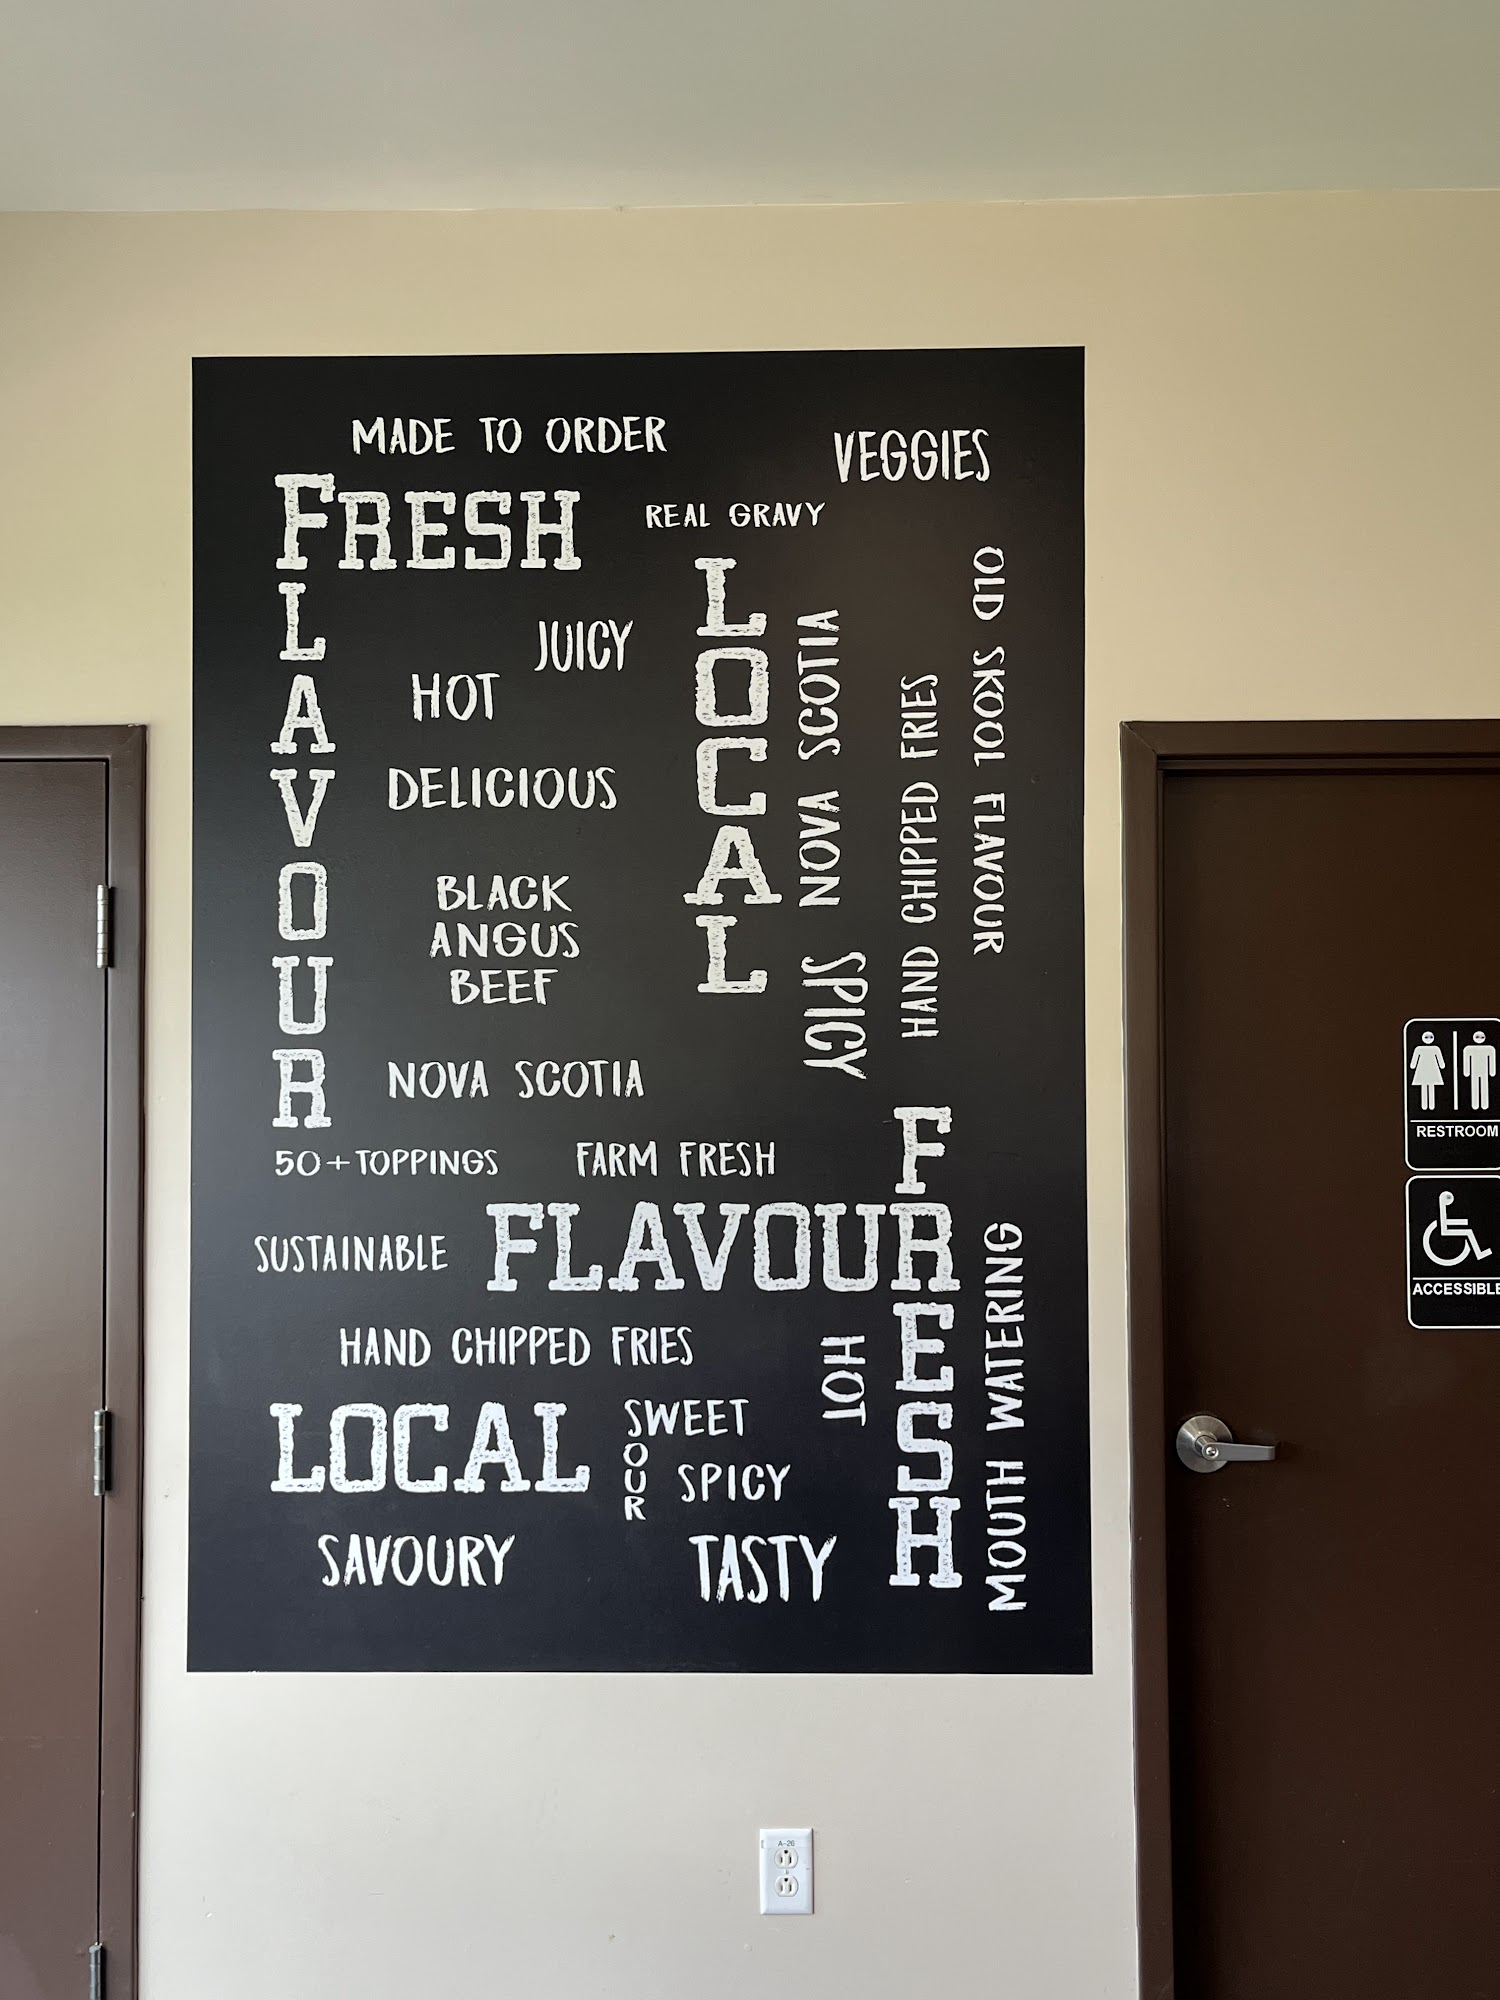 MADE TO ORDER
VEGGIES
FRESH
REAL GRAVY
FLAVOUR
LOCAL
JUICY
HOT
DELICIOUS
NOVA SCOTIA
HAND CHIPPED FRIES
OLD SKOOL FLAVOUR
BLACK
ANGUS
BEEF
SPICY
NOVA SCOTIA
50+TOPPINGS
FARM FRESH
FRESH
SUSTAINABLE
FLAVOUR
MOUTH WATERING
HAND CHIPPED FRIES
HOT
LOCAL
SWEET
SOUR
SPICY
SAVOURY
TASTY
RESTROOM
ACCESSIBLE
A-26